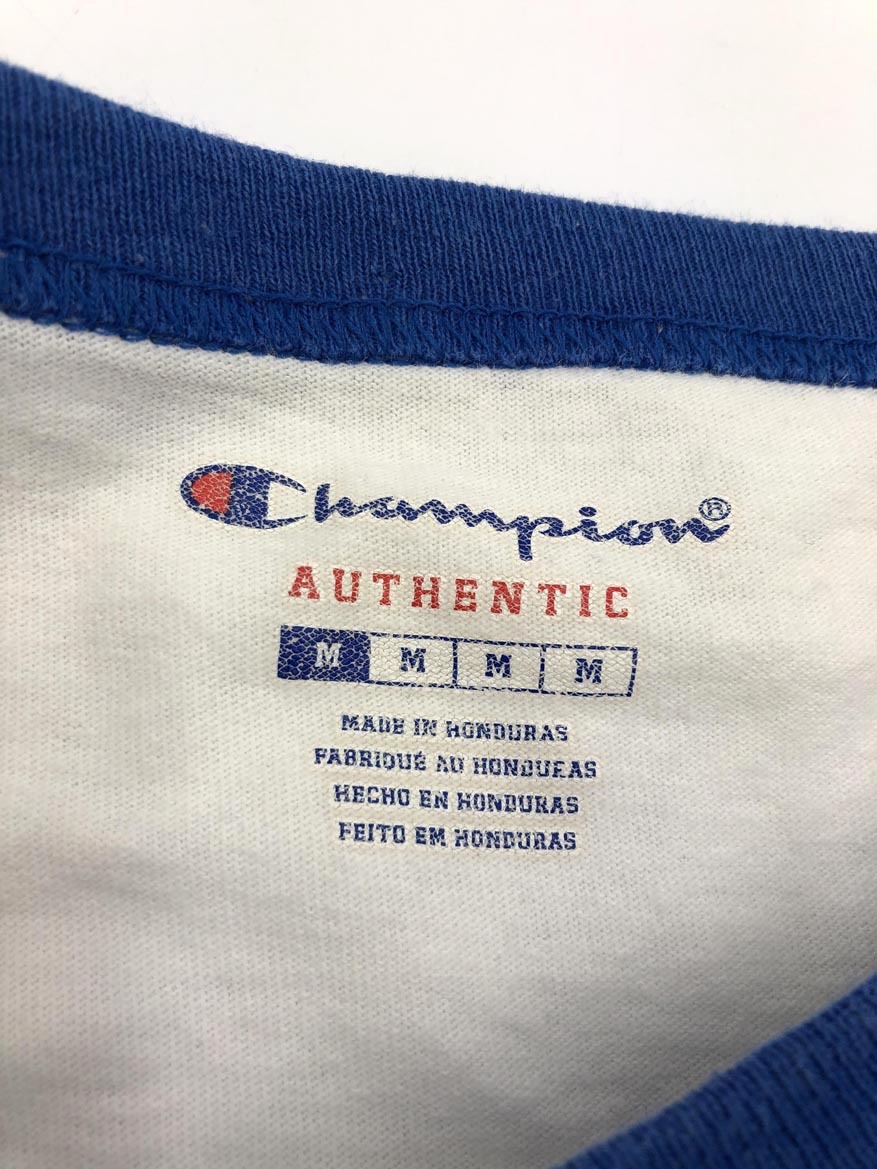 Champion®
AUTHENTIC
M M M M
MADE IN HONDURAS
FABRIQUÉ AU HONDURAS
HECHO EN HONDURAS
FEITO EM HONDURAS